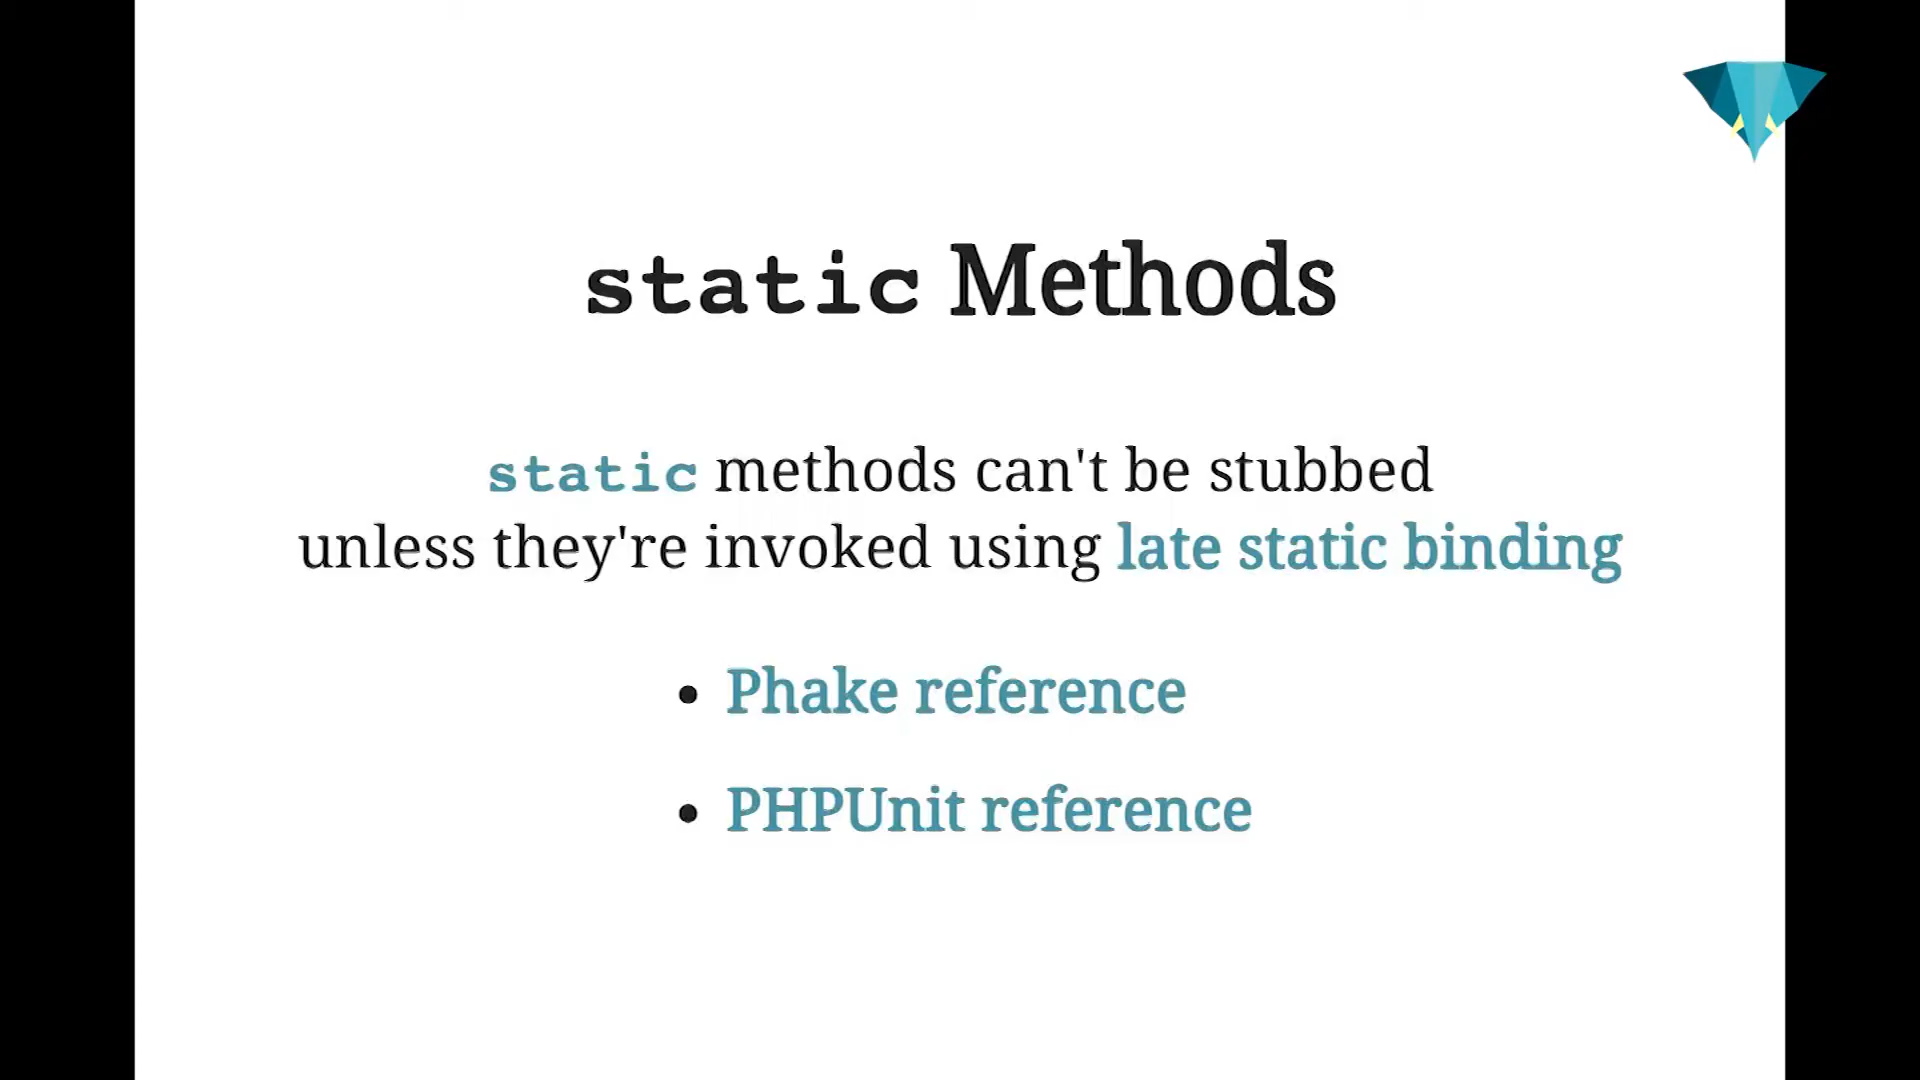 static Methods
static methods can't be stubbed
unless they're invoked using late static binding
• Phake reference
• PHPUnit reference